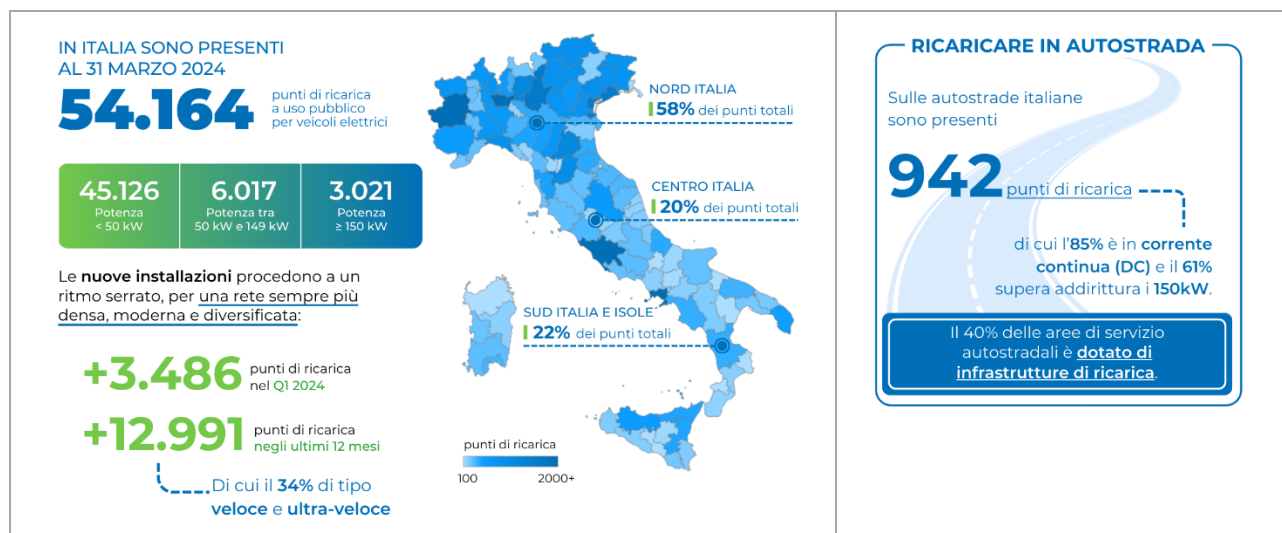 IN ITALIA SONO PRESENTI
AL 31 MARZO 2024
54.164
punti di ricarica
a uso pubblico
per veicoli elettrici
45.126
Potenza
< 50 kW
6.017
Potenza tra
50 kW e 149 kW
3.021
Potenza
≥ 150 kW
Le nuove installazioni procedono a un
ritmo serrato, per una rete sempre più
densa, moderna e diversificata:
+3.486
punti di ricarica
nel Q1 2024
+12.991
punti di ricarica
negli ultimi 12 mesi
Di cui il 34% di tipo
veloce e ultra-veloce
NORD ITALIA
58% dei punti totali
CENTRO ITALIA
20% dei punti totali
SUD ITALIA E ISOLE
22% dei punti totali
punti di ricarica
100 2000+
RICARICARE IN AUTOSTRADA
Sulle autostrade italiane
sono presenti
942 punti di ricarica
di cui l'85% è in corrente
continua (DC) e il 61%
supera addirittura i 150kW.
Il 40% delle aree di servizio
autostradali è dotato di
infrastrutture di ricarica.